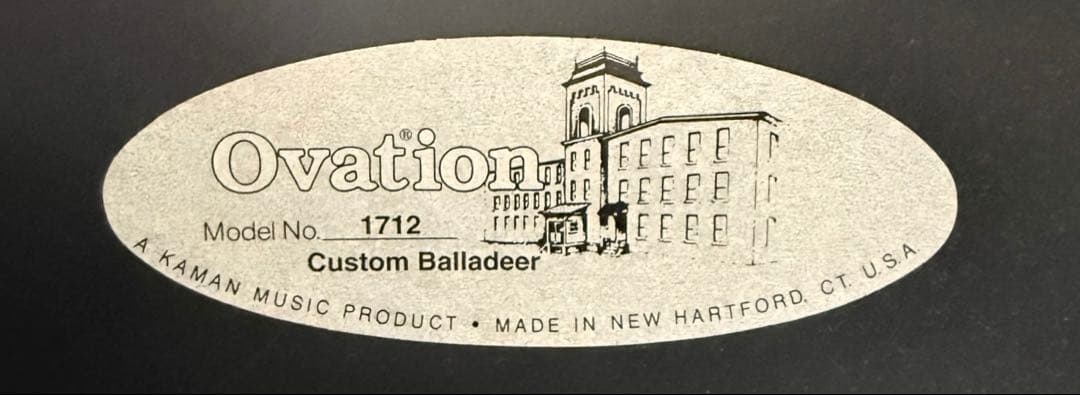 Ovation®
Model No. 1712
Custom Balladeer
A KAMAN MUSIC PRODUCT • MADE IN NEW HARTFORD, CT. U.S.A.